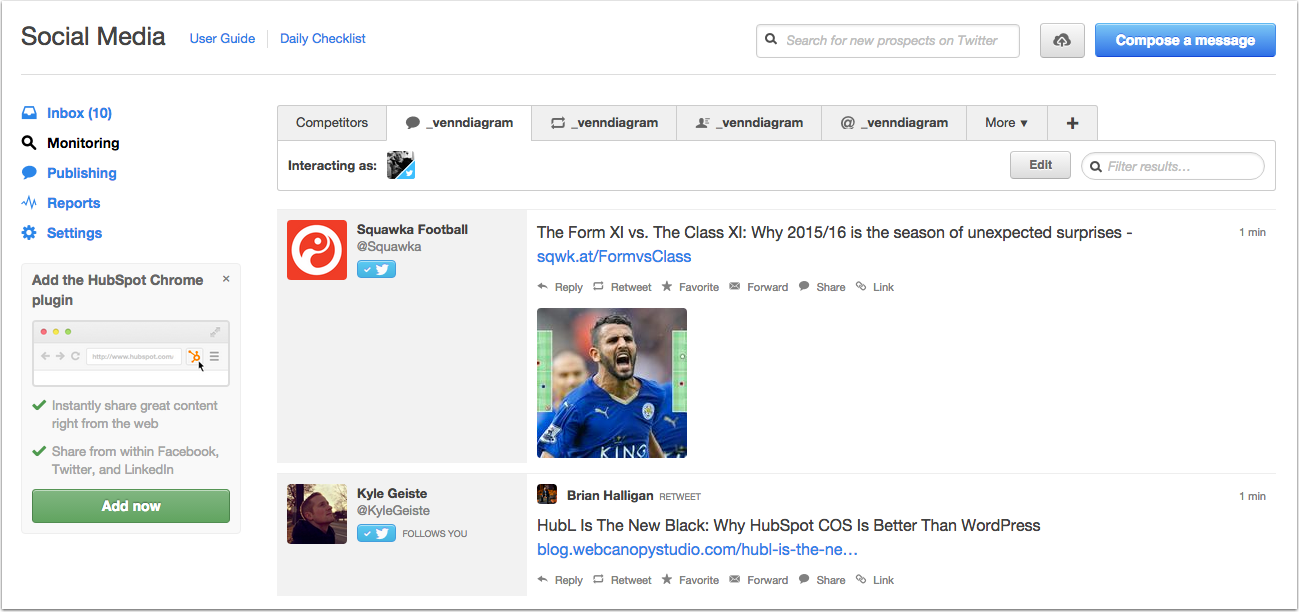 Social Media
User Guide
Daily Checklist
Search for new prospects on Twitter
Compose a message
Inbox (10)
Monitoring
Publishing
Reports
Settings
Add the HubSpot Chrome
plugin
×
http://www.hubspot.com
Instantly share great content
right from the web
Share from within Facebook,
Twitter, and LinkedIn
Add now
Competitors
_venndiagram
_venndiagram
_venndiagram
@ _venndiagram
More ▾
+
Interacting as:
Edit
Filter results...
Squawka Football
@Squawka
The Form XI vs. The Class XI: Why 2015/16 is the season of unexpected surprises -
sqwk.at/FormvsClass
1 min
Reply Retweet Favorite Forward Share Link
KING
Kyle Geiste
@KyleGeiste
FOLLOWS YOU
Brian Halligan RETWEET
1 min
HubL Is The New Black: Why HubSpot COS Is Better Than WordPress
blog.webcanopystudio.com/hubl-is-the-ne…
Reply Retweet Favorite Forward Share Link